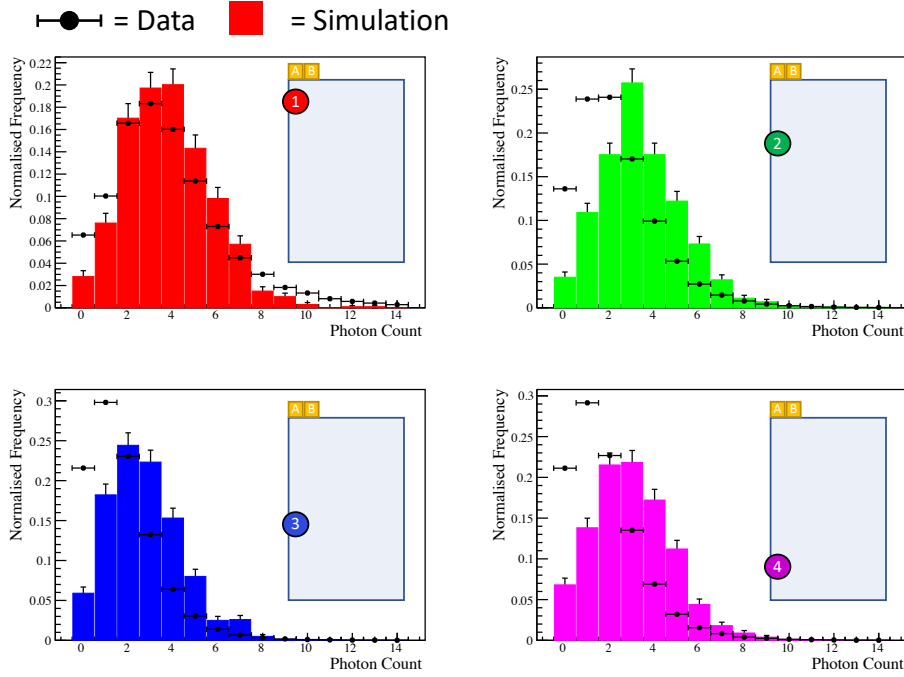 = Data = Simulation
Normalised Frequency
0.22
0.2
0.18
0.16
0.14
0.12
0.1
0.08
0.06
0.04
0.02
0
A B
1
0 2 4 6 8 10 12 14
Photon Count
Normalised Frequency
0.25
0.2
0.15
0.1
0.05
0
A B
2
0 2 4 6 8 10 12 14
Photon Count
Normalised Frequency
0.3
0.25
0.2
0.15
0.1
0.05
0
A B
3
0 2 4 6 8 10 12 14
Photon Count
Normalised Frequency
0.3
0.25
0.2
0.15
0.1
0.05
0
A B
4
0 2 4 6 8 10 12 14
Photon Count